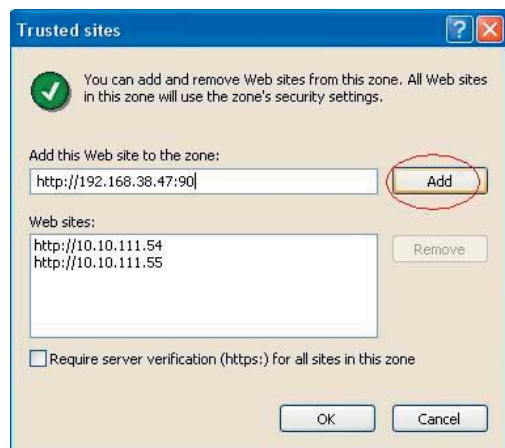 Trusted sites
You can add and remove Web sites from this zone. All Web sites
in this zone will use the zone's security settings.
Add this Web site to the zone:
http://192.168.38.47:90
Add
Web sites:
http://10.10.111.54
http://10.10.111.55
Remove
Require server verification (https:) for all sites in this zone
OK
Cancel